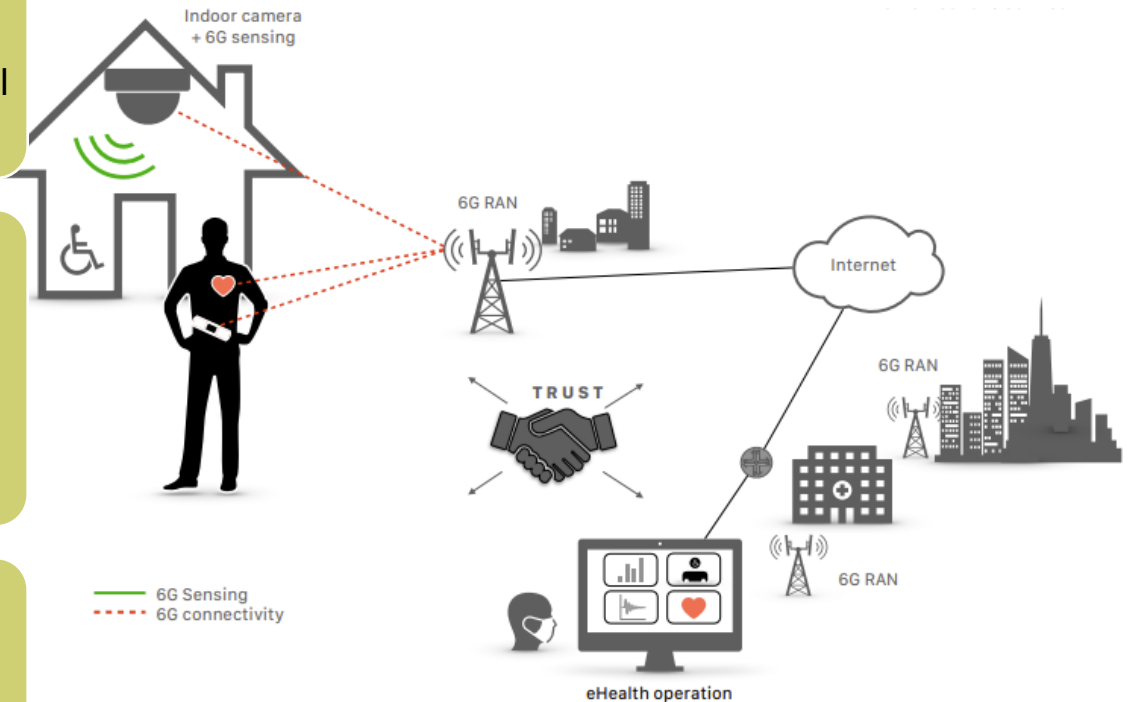 Indoor camera
+ 6G sensing
6G RAN
Internet
6G RAN
TRUST
6G RAN
6G Sensing
6G connectivity
eHealth operation